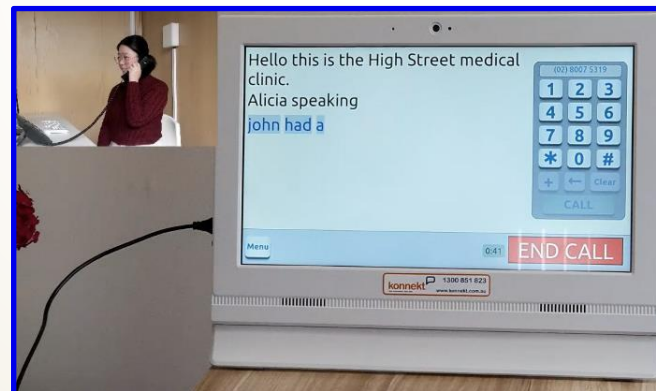 Hello this is the High Street medical
clinic.
Alicia speaking
john had a
(02) 8007 5319
1 2 3
4 5 6
7 8 9
* 0 #
+ ← Clear
CALL
Menu
0:41
END CALL
konnekt
1300 851 823
www.konnekt.com.au